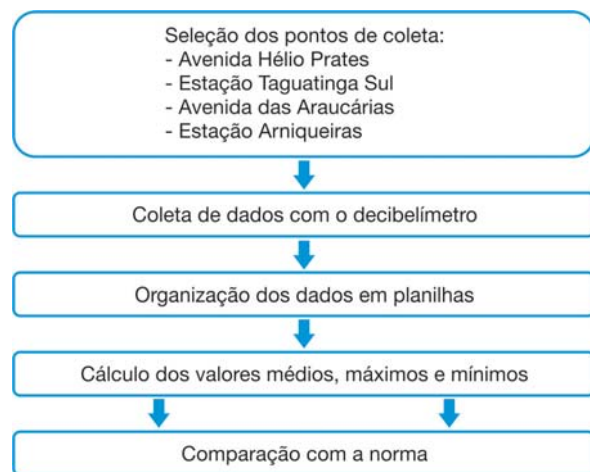 Seleção dos pontos de coleta:
- Avenida Hélio Prates
- Estação Taguatinga Sul
- Avenida das Araucárias
- Estação Arniqueiras
Coleta de dados com o decibelímetro
Organização dos dados em planilhas
Cálculo dos valores médios, máximos e mínimos
Comparação com a norma